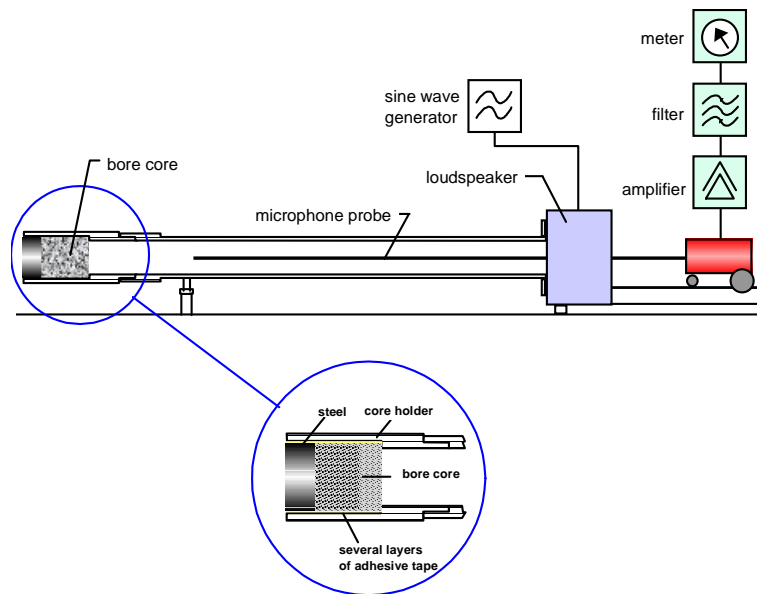 meter
sine wave
generator
filter
bore core
loudspeaker
amplifier
microphone probe
steel
core holder
bore core
several layers
of adhesive tape